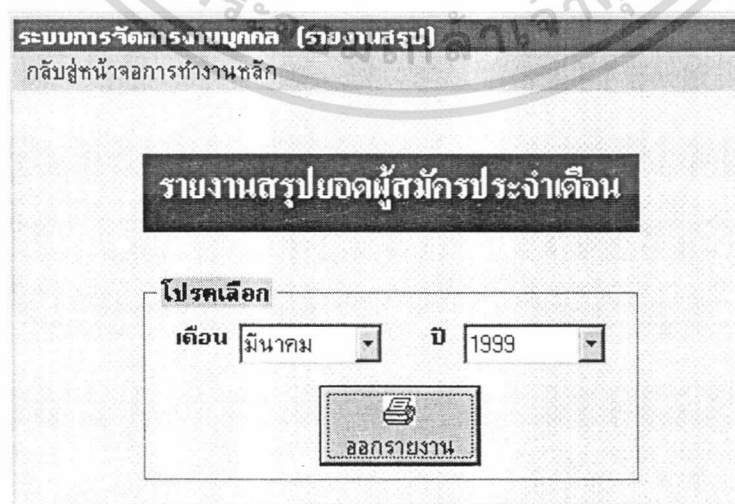 ระบบการจัดการงานบุคคล (รายงานสรุป)
กลับสู่หน้าจอการทำงานหลัก
รายงานสรุปยอดผู้สมัครประจำเดือน
โปรดเลือก
เดือน มีนาคม ปี 1999
ออกรายงาน